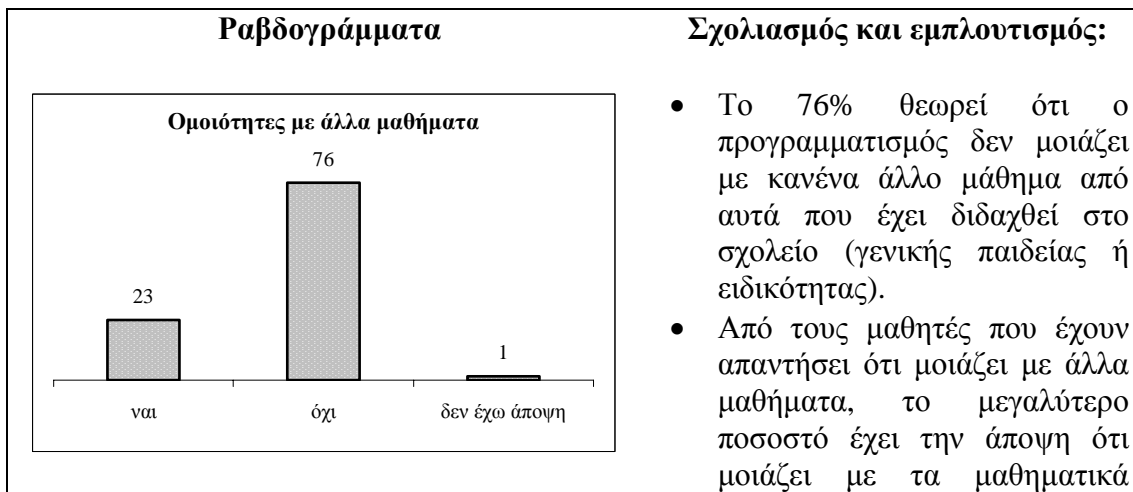 Ραβδογράμματα
Ομοιότητες με άλλα μαθήματα
23
76
1
ναι
όχι
δεν έχω άποψη
Σχολιασμός και εμπλουτισμός:
• Το 76% θεωρεί ότι ο
προγραμματισμός δεν μοιάζει
με κανένα άλλο μάθημα από
αυτά που έχει διδαχθεί στο
σχολείο (γενικής παιδείας ή
ειδικότητας).
• Από τους μαθητές που έχουν
απαντήσει ότι μοιάζει με άλλα
μαθήματα, το μεγαλύτερο
ποσοστό έχει την άποψη ότι
μοιάζει με τα μαθηματικά